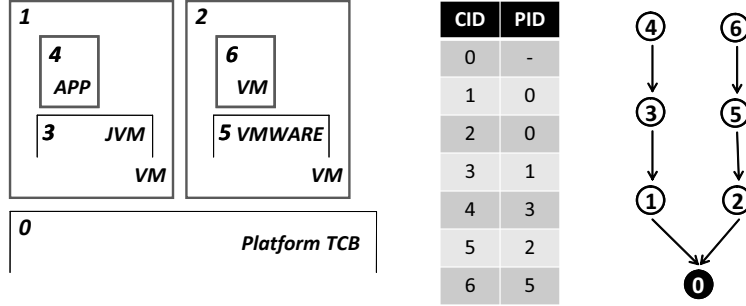 1
4
APP
3 JVM
VM
2
6
VM
5 VMWARE
VM
0
Platform TCB
CID PID
0 -
1 0
2 0
3 1
4 3
5 2
6 5
4 6
3 5
1 2
0